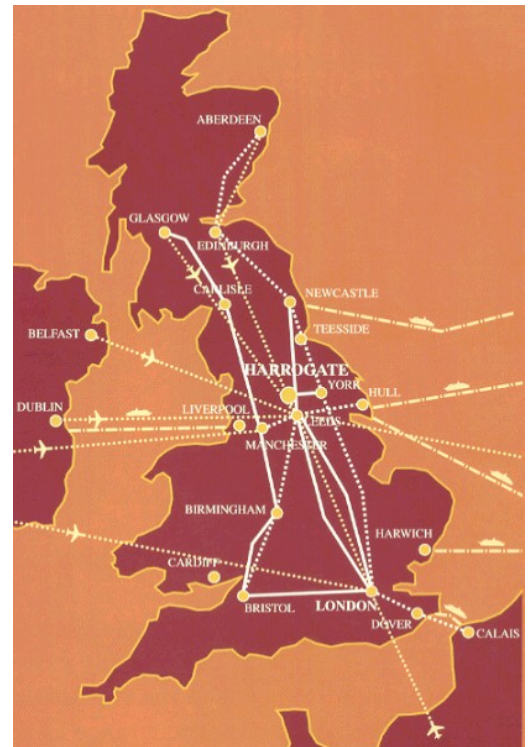 ABERDEEN
GLASGOW
EDINBURGH
CARLISLE
NEWCASTLE
BELFAST
TEESSIDE
HARROGATE
YORK
HULL
DUBLIN
LIVERPOOL
LEEDS
MANCHESTER
BIRMINGHAM
HARWICH
CARDIFF
BRISTOL
LONDON
DOVER
CALAIS